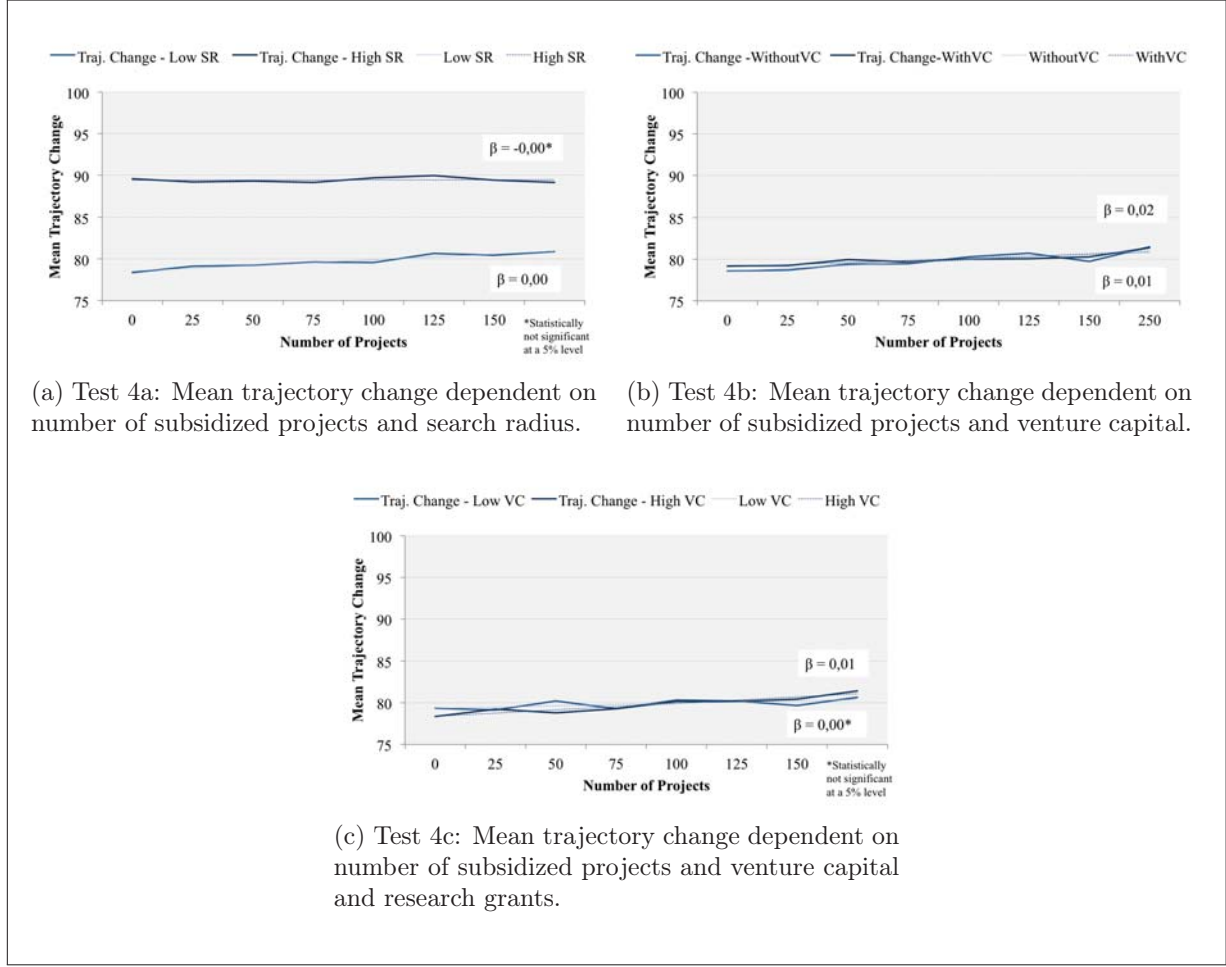 Traj. Change - Low SR Traj. Change - High SR Low SR High SR
100
95
90
85
80
75
Mean Trajectory Change
β = -0,00*
β = 0,00
0 25 50 75 100 125 150
Number of Projects
*Statistically
not significant
at a 5% level
(a) Test 4a: Mean trajectory change dependent on
number of subsidized projects and search radius.
Traj. Change -WithoutVC Traj. Change-WithVC WithoutVC WithVC
100
95
90
85
80
75
Mean Trajectory Change
β = 0,02
β = 0,01
0 25 50 75 100 125 150 250
Number of Projects
(b) Test 4b: Mean trajectory change dependent on
number of subsidized projects and venture capital.
Traj. Change - Low VC Traj. Change - High VC Low VC High VC
100
95
90
85
80
75
Mean Trajectory Change
β = 0,01
β = 0,00*
0 25 50 75 100 125 150
Number of Projects
*Statistically
not significant
at a 5% level
(c) Test 4c: Mean trajectory change dependent on
number of subsidized projects and venture capital
and research grants.